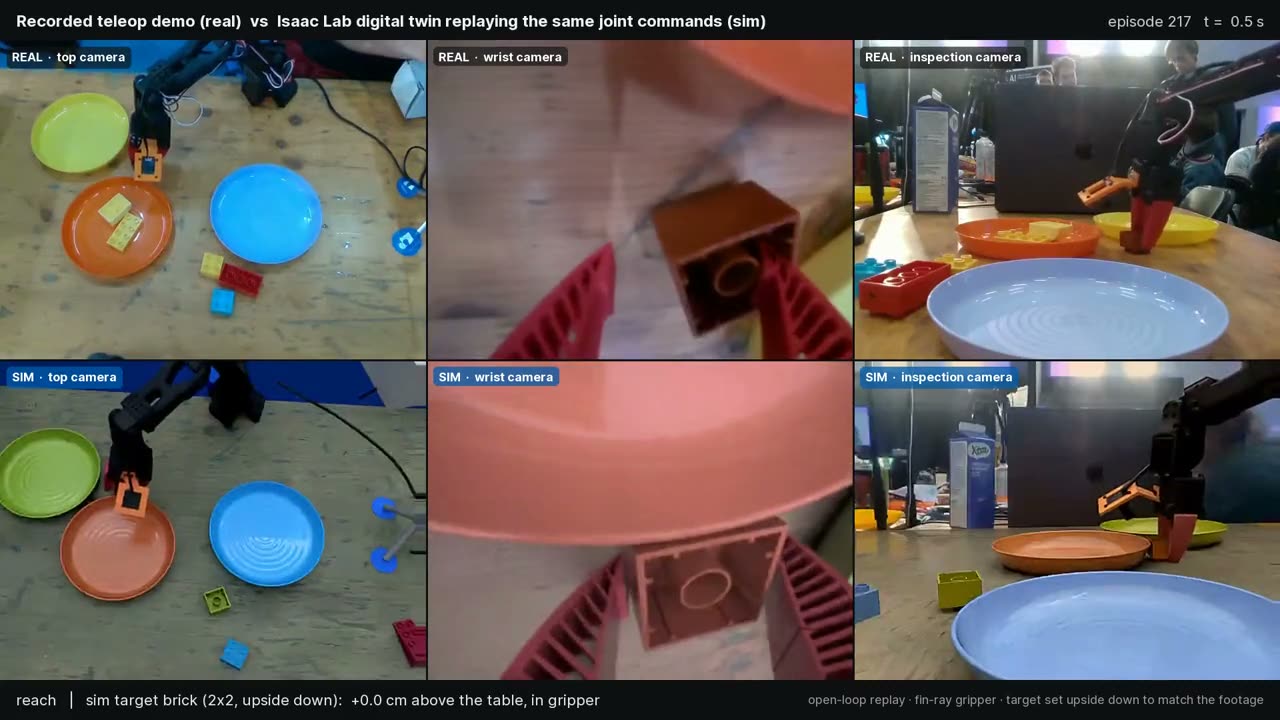 Recorded teleop demo (real) vs Isaac Lab digital twin replaying the same joint commands (sim)
episode 217 t = 0.5 s
REAL · top camera
REAL · wrist camera
REAL · inspection camera
SIM · top camera
SIM · wrist camera
SIM · inspection camera
reach | sim target brick (2x2, upside down): +0.0 cm above the table, in gripper
open-loop replay · fin-ray gripper · target set upside down to match the footage